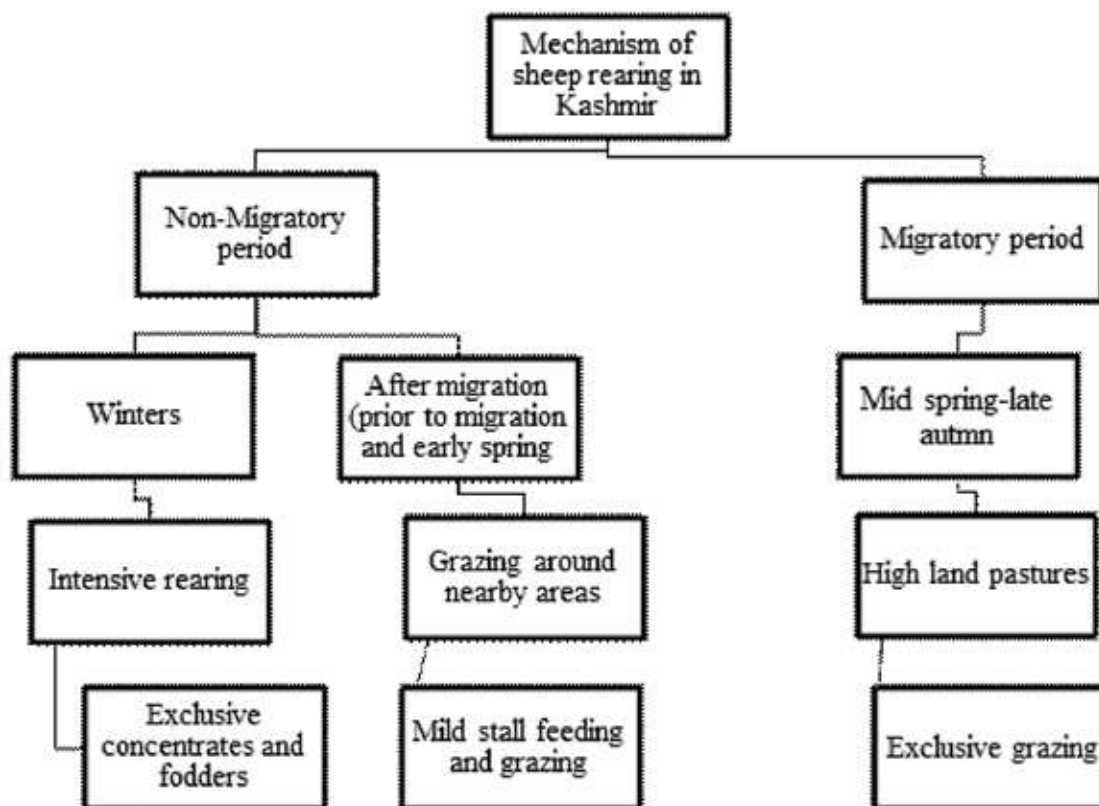 Mechanism of
sheep rearing in
Kashmir
Non-Migratory
period
Migratory period
Winters
After migration
(prior to migration
and early spring
Mid spring-late
autmn
Intensive rearing
Grazing around
nearby areas
High land pastures
Exclusive
concentrates and
fodders
Mild stall feeding
and grazing
Exclusive grazing